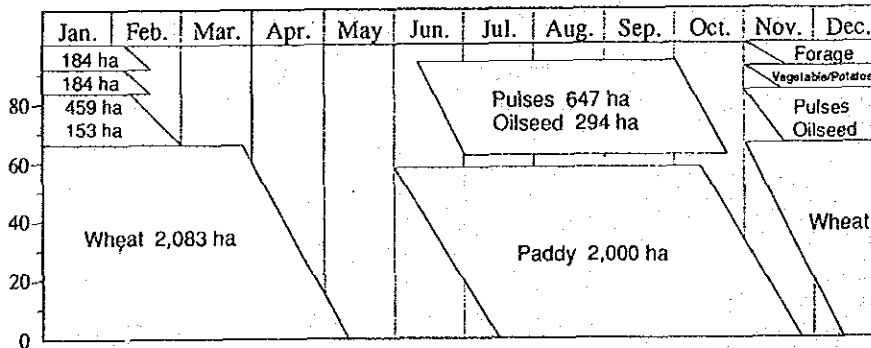 Jan. Feb. Mar. Apr. May Jun. Jul. Aug. Sep. Oct. Nov. Dec.
184 ha
184 ha
459 ha
153 ha
Wheat 2,083 ha
Pulses 647 ha
Oilseed 294 ha
Paddy 2,000 ha
Forage
Vegetable/Potatoe
Pulses
Oilseed
Wheat
80
60
40
20
0